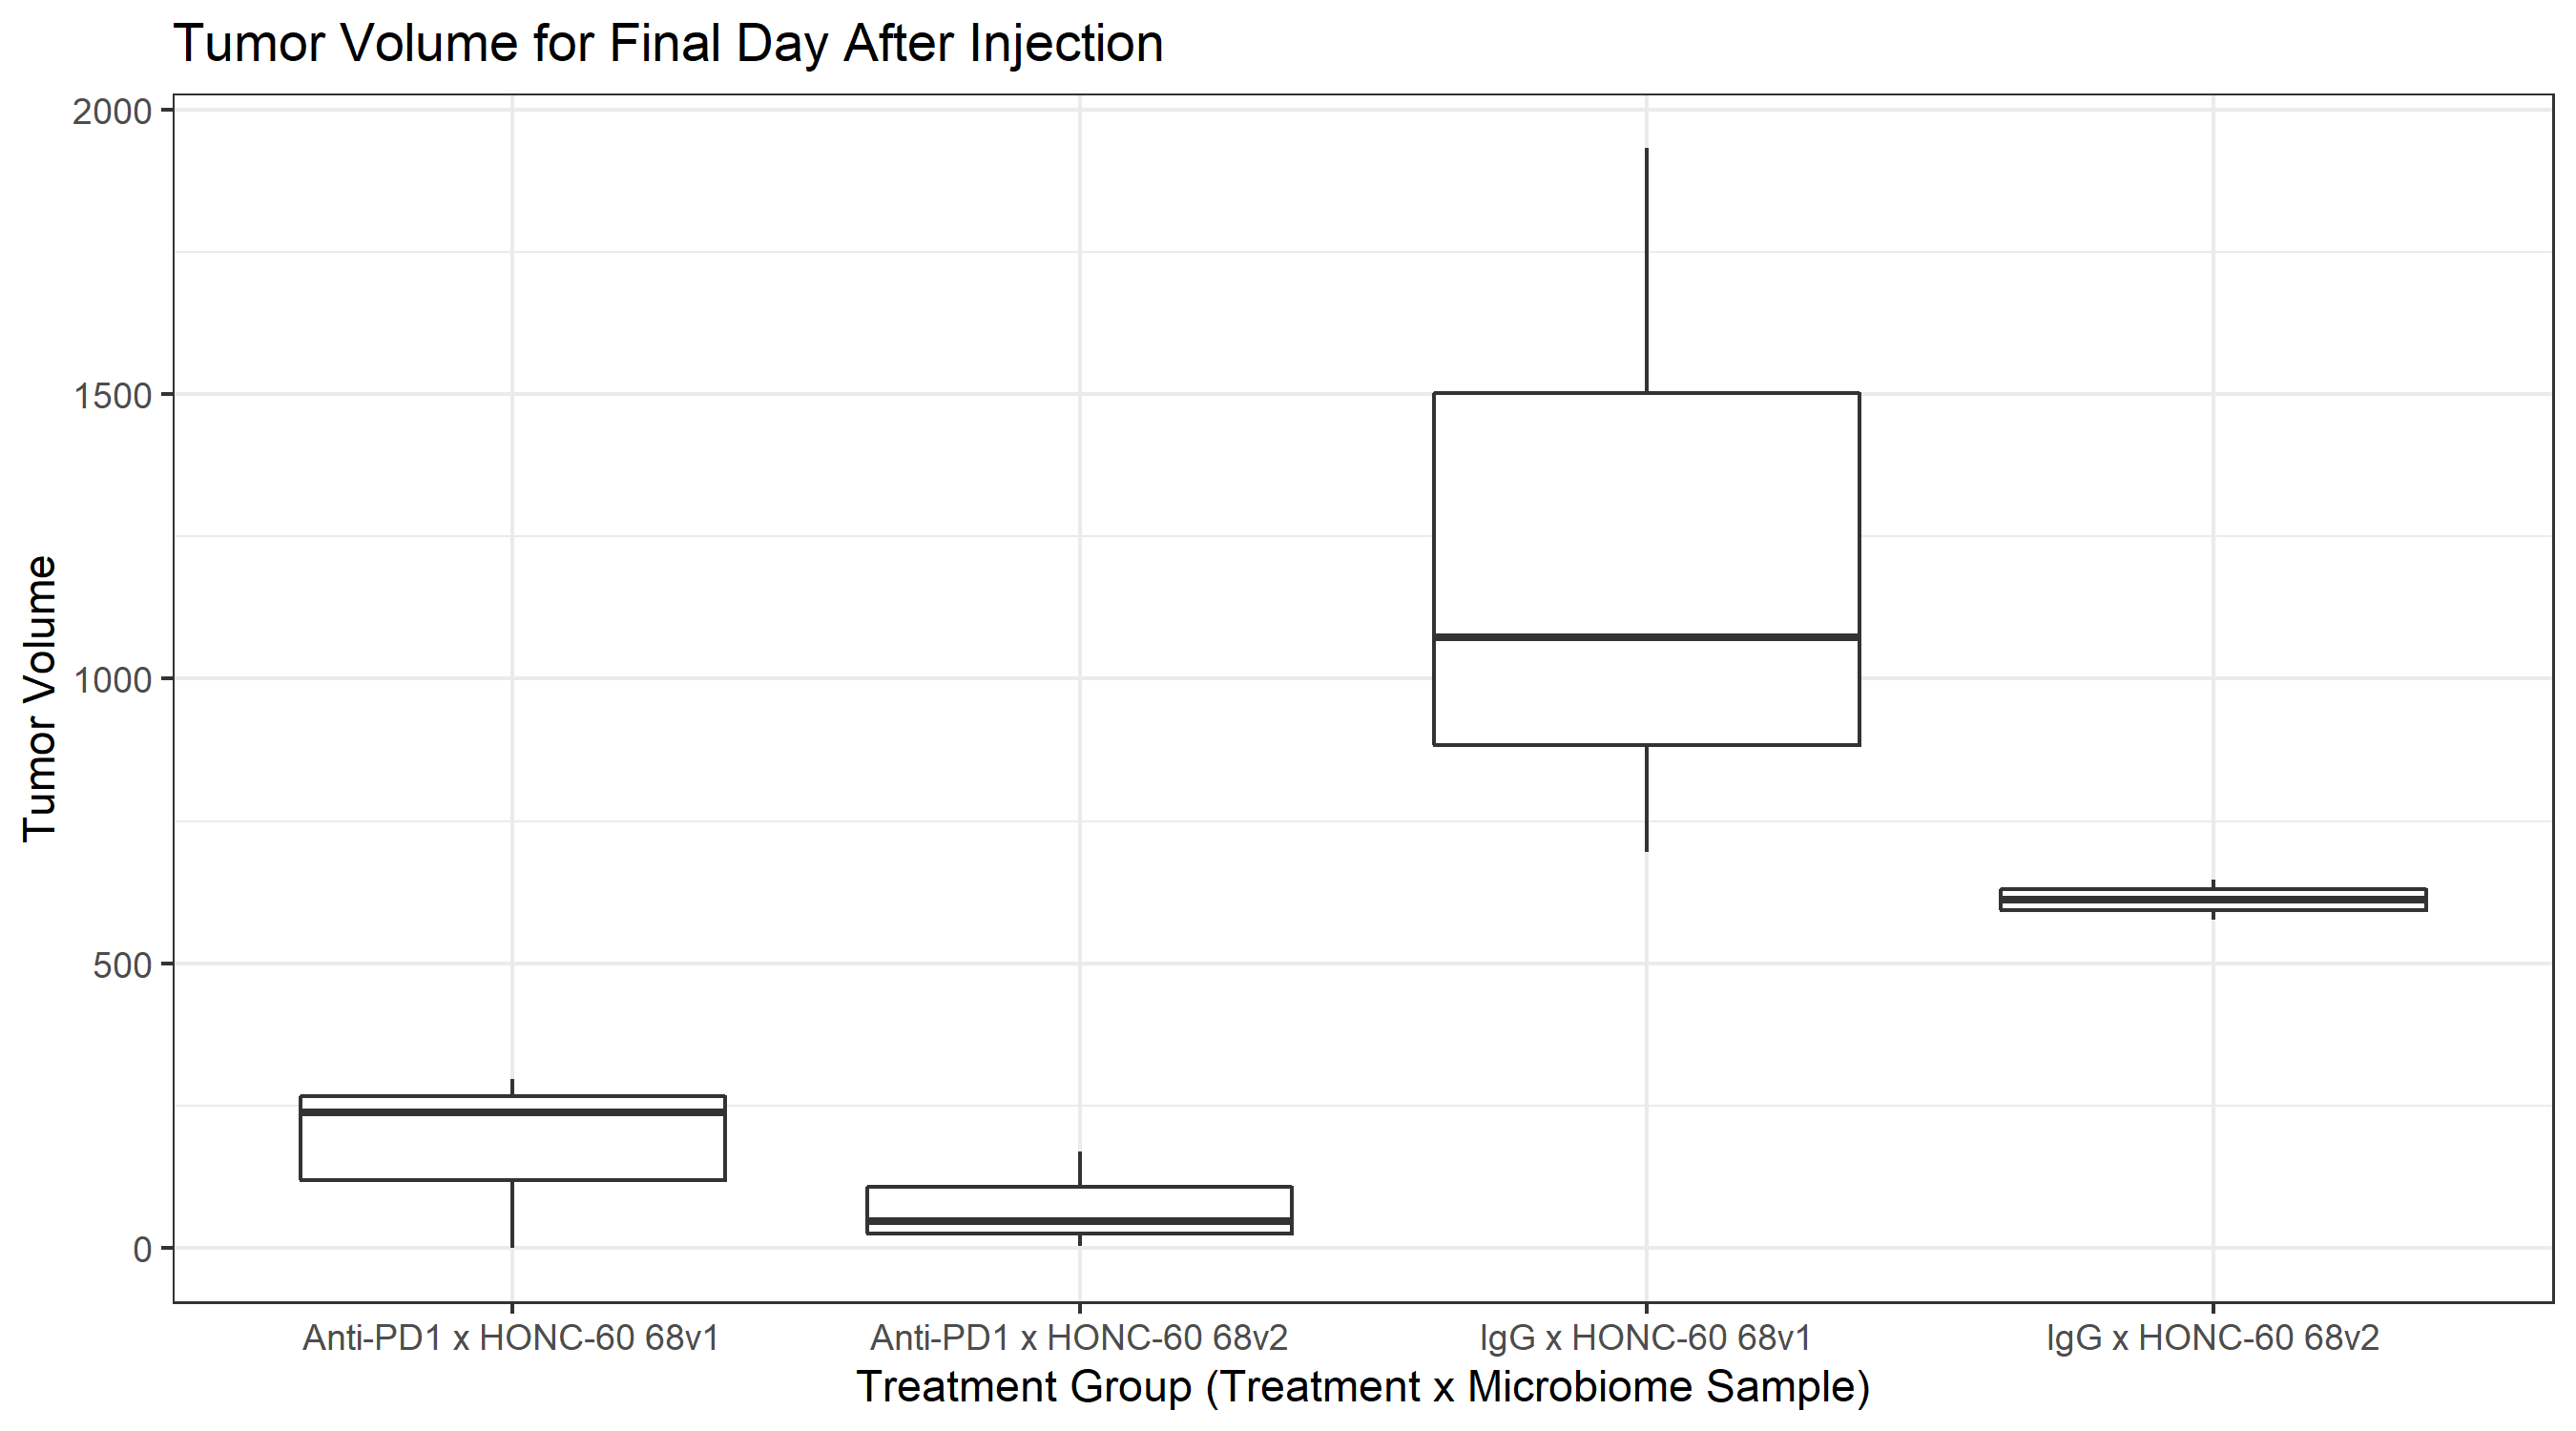 Tumor Volume for Final Day After Injection
2000
1500
1000
500
0
Tumor Volume
Anti-PD1 x HONC-60 68v1
Anti-PD1 x HONC-60 68v2
IgG x HONC-60 68v1
IgG x HONC-60 68v2
Treatment Group (Treatment x Microbiome Sample)